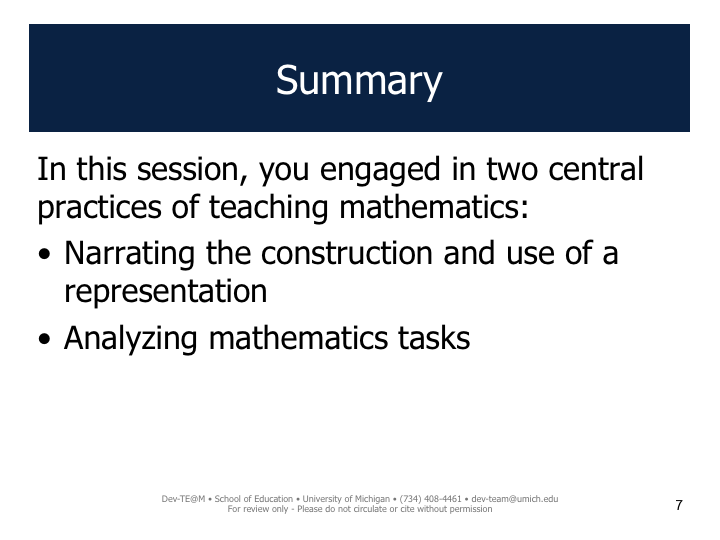 Summary
In this session, you engaged in two central
practices of teaching mathematics:
• Narrating the construction and use of a
representation
• Analyzing mathematics tasks
Dev-TE@M • School of Education • University of Michigan • (734) 408-4461 • dev-team@umich.edu
For review only - Please do not circulate or cite without permission
7